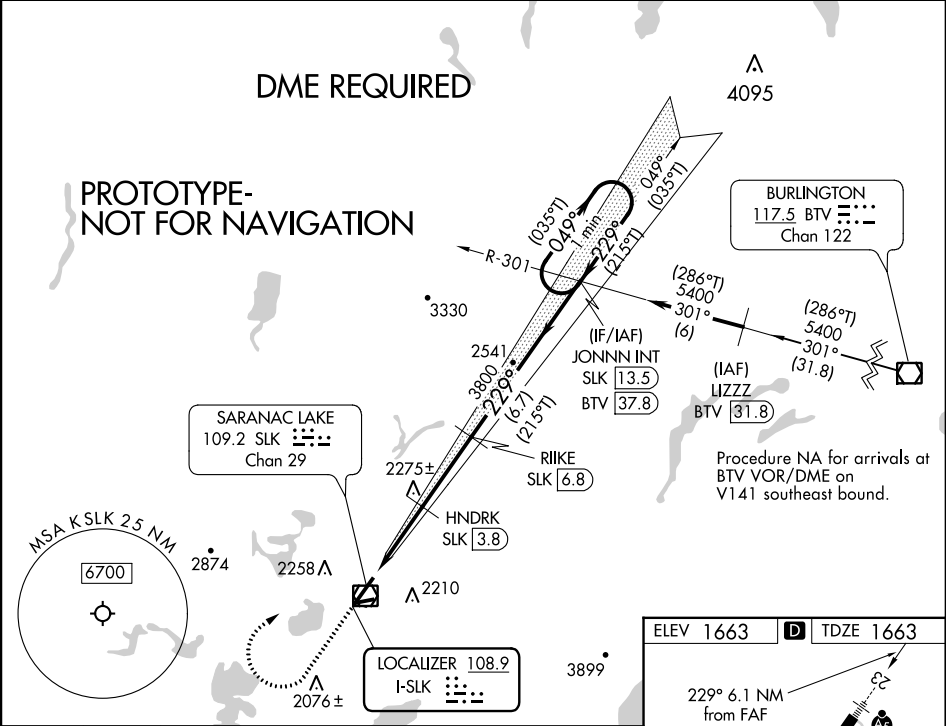 DME REQUIRED
4095
PROTOTYPE-
NOT FOR NAVIGATION
(035°T)
049°
1 min
229°
(215°T)
049°
(035°T)
BURLINGTON
117.5 BTV
Chan 122
R-301
(286°T)
5400
301°
(6)
(286°T)
5400
301°
(31.8)
3330
(IF/IAF)
JONNN INT
SLK 13.5
BTV 37.8
(IAF)
LIZZZ
BTV 31.8
2541
3800
229°
(6.7)
(215°T)
SARANAC LAKE
109.2 SLK
Chan 29
RIIKE
SLK 6.8
Procedure NA for arrivals at
BTV VOR/DME on
V141 southeast bound.
2275±
HNDRK
SLK 3.8
MSA KSLK 25 NM
6700
2874
2258
2210
LOCALIZER 108.9
I-SLK
2076±
3899
ELEV 1663 D TDZE 1663
229° 6.1 NM
from FAF
23
A5